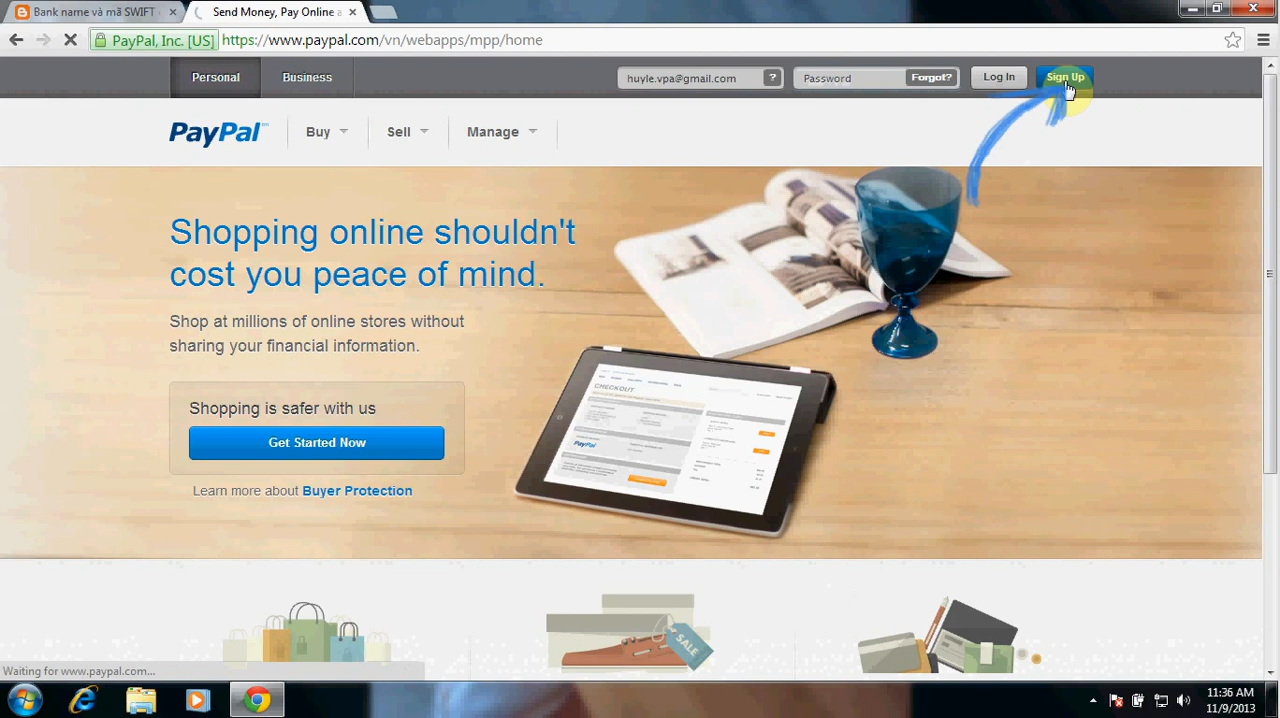 Bank name và mã SWIFT
Send Money, Pay Online a
PayPal, Inc. [US]
https://www.paypal.com/vn/webapps/mpp/home
Personal
Business
huyle.vpa@gmail.com
?
Password
Forgot?
Log In
Sign Up
PayPal
Buy
Sell
Manage
Shopping online shouldn't
cost you peace of mind.
Shop at millions of online stores without
sharing your financial information.
CHECKOUT
PayPal
Shopping is safer with us
Get Started Now
Learn more about Buyer Protection
SALE
Waiting for www.paypal.com...
11:36 AM
11/9/2013